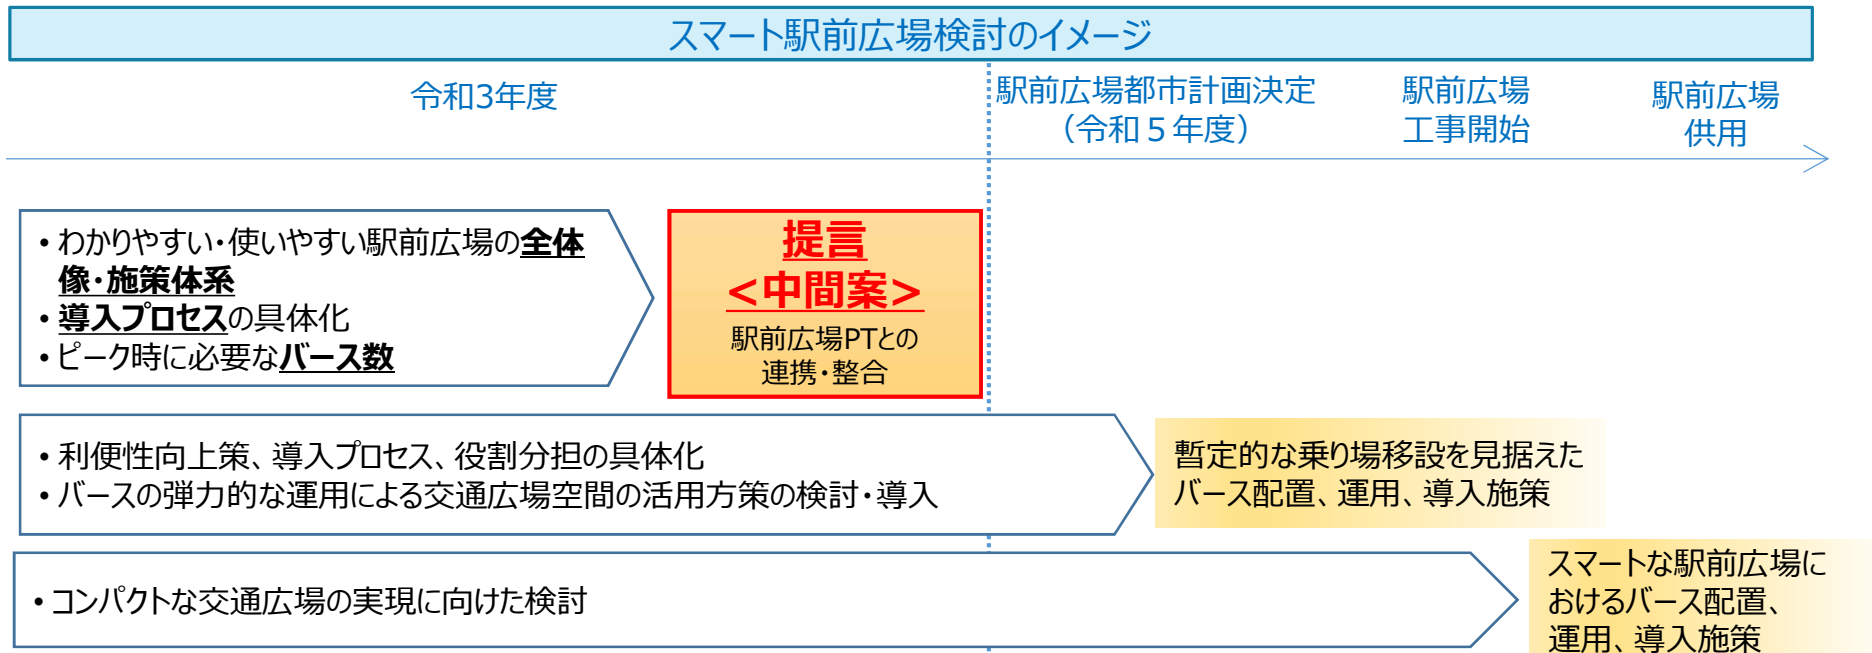 スマート駅前広場検討のイメージ
令和3年度
駅前広場都市計画決定
（令和５年度）
駅前広場
工事開始
駅前広場
供用
• わかりやすい・使いやすい駅前広場の全体
像・施策体系
• 導入プロセスの具体化
• ピーク時に必要なバース数
提言
<中間案>
駅前広場PTとの
連携・整合
• 利便性向上策、導入プロセス、役割分担の具体化
• バースの弾力的な運用による交通広場空間の活用方策の検討・導入
暫定的な乗り場移設を見据えた
バース配置、運用、導入施策
• コンパクトな交通広場の実現に向けた検討
スマートな駅前広場に
おけるバース配置、
運用、導入施策